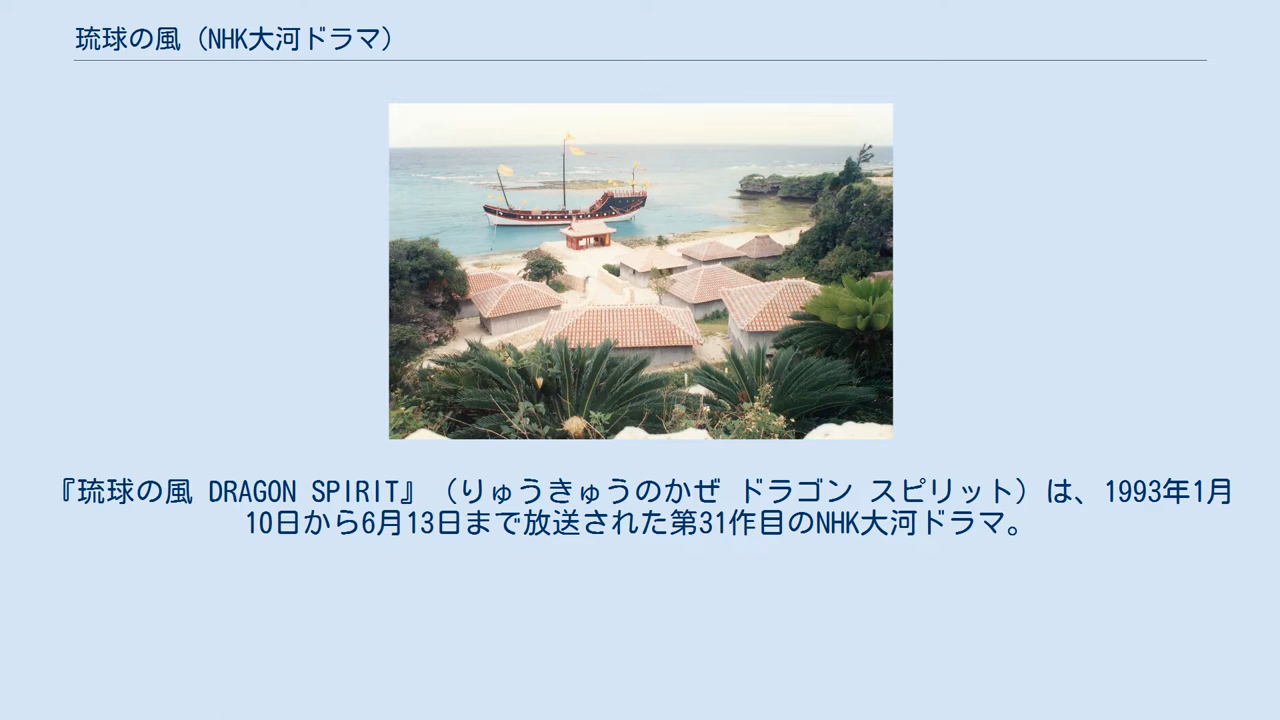 琉球の風（NHK大河ドラマ）
『琉球の風 DRAGON SPIRIT』（りゅうきゅうのかぜ ドラゴン スピリット）は、1993年1月
10日から6月13日まで放送された第31作目のNHK大河ドラマ。